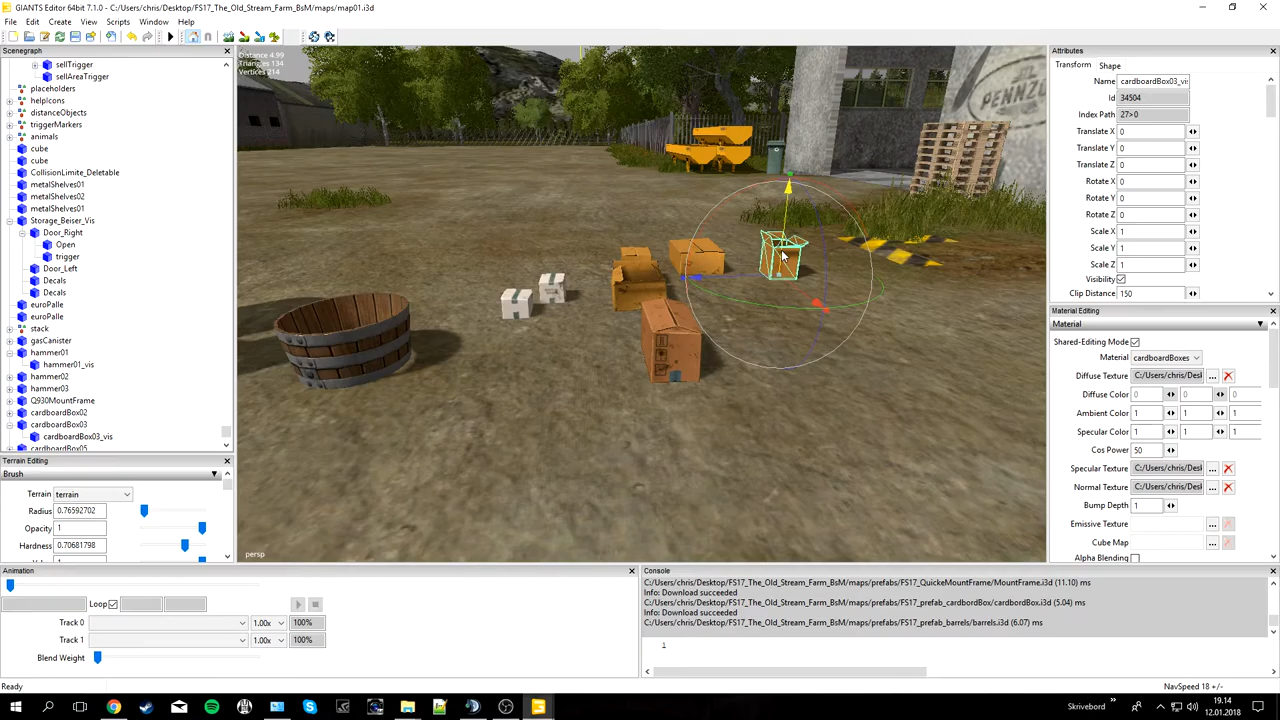 GIANTS Editor 64bit 7.1.0 - C:/Users/chris/Desktop/FS17_The_Old_Stream_Farm_BsM/maps/map01.i3d
File Edit Create View Scripts Window Help
Scenegraph
sellTrigger
sellAreaTrigger
placeholders
helpIcons
distanceObjects
triggerMarkers
animals
cube
cube
CollisionLimite_Deletable
metalShelves01
metalShelves02
metalShelves01
Storage_Beiser_Vis
Door_Right
Open
trigger
Door_Left
Decals
Decals
euroPalle
euroPalle
stack
gasCanister
hammer01
hammer01_vis
hammer02
hammer03
Q930MountFrame
cardboardBox02
cardboardBox03
cardboardBox03_vis
cardboardBox05
Distance 4.99
Triangles 134
Vertices 214
PENNZO
persp
Attributes
Transform Shape
Name cardboardBox03_vis
Id 34504
Index Path 27>0
Translate X 0
Translate Y 0
Translate Z 0
Rotate X 0
Rotate Y 0
Rotate Z 0
Scale X 1
Scale Y 1
Scale Z 1
Visibility
Clip Distance 150
Material Editing
Material
Shared-Editing Mode
Material cardboardBoxes
Diffuse Texture C:/Users/chris/Desl ...
Diffuse Color 0 0 0
Ambient Color 1 1 1
Specular Color 1 1 1
Cos Power 50
Specular Texture C:/Users/chris/Desl ...
Normal Texture C:/Users/chris/Desl ...
Bump Depth 1
Emissive Texture ...
Cube Map ...
Alpha Blending
Terrain Editing
Brush
Terrain terrain
Radius 0.76592702
Opacity 1
Hardness 0.70681798
Animation
Loop
Track 0 1.00x 100%
Track 1 1.00x 100%
Blend Weight
Console
C:/Users/chris/Desktop/FS17_The_Old_Stream_Farm_BsM/maps/prefabs/FS17_QuickeMountFrame/MountFrame.i3d (11.10) ms
Info: Download succeeded
C:/Users/chris/Desktop/FS17_The_Old_Stream_Farm_BsM/maps/prefabs/FS17_prefab_cardbordBox/cardbordBox.i3d (5.04) ms
Info: Download succeeded
C:/Users/chris/Desktop/FS17_The_Old_Stream_Farm_BsM/maps/prefabs/FS17_prefab_barrels/barrels.i3d (6.07) ms
1
Ready
NavSpeed 18 +/-
Skrivebord
19.14
12.01.2018